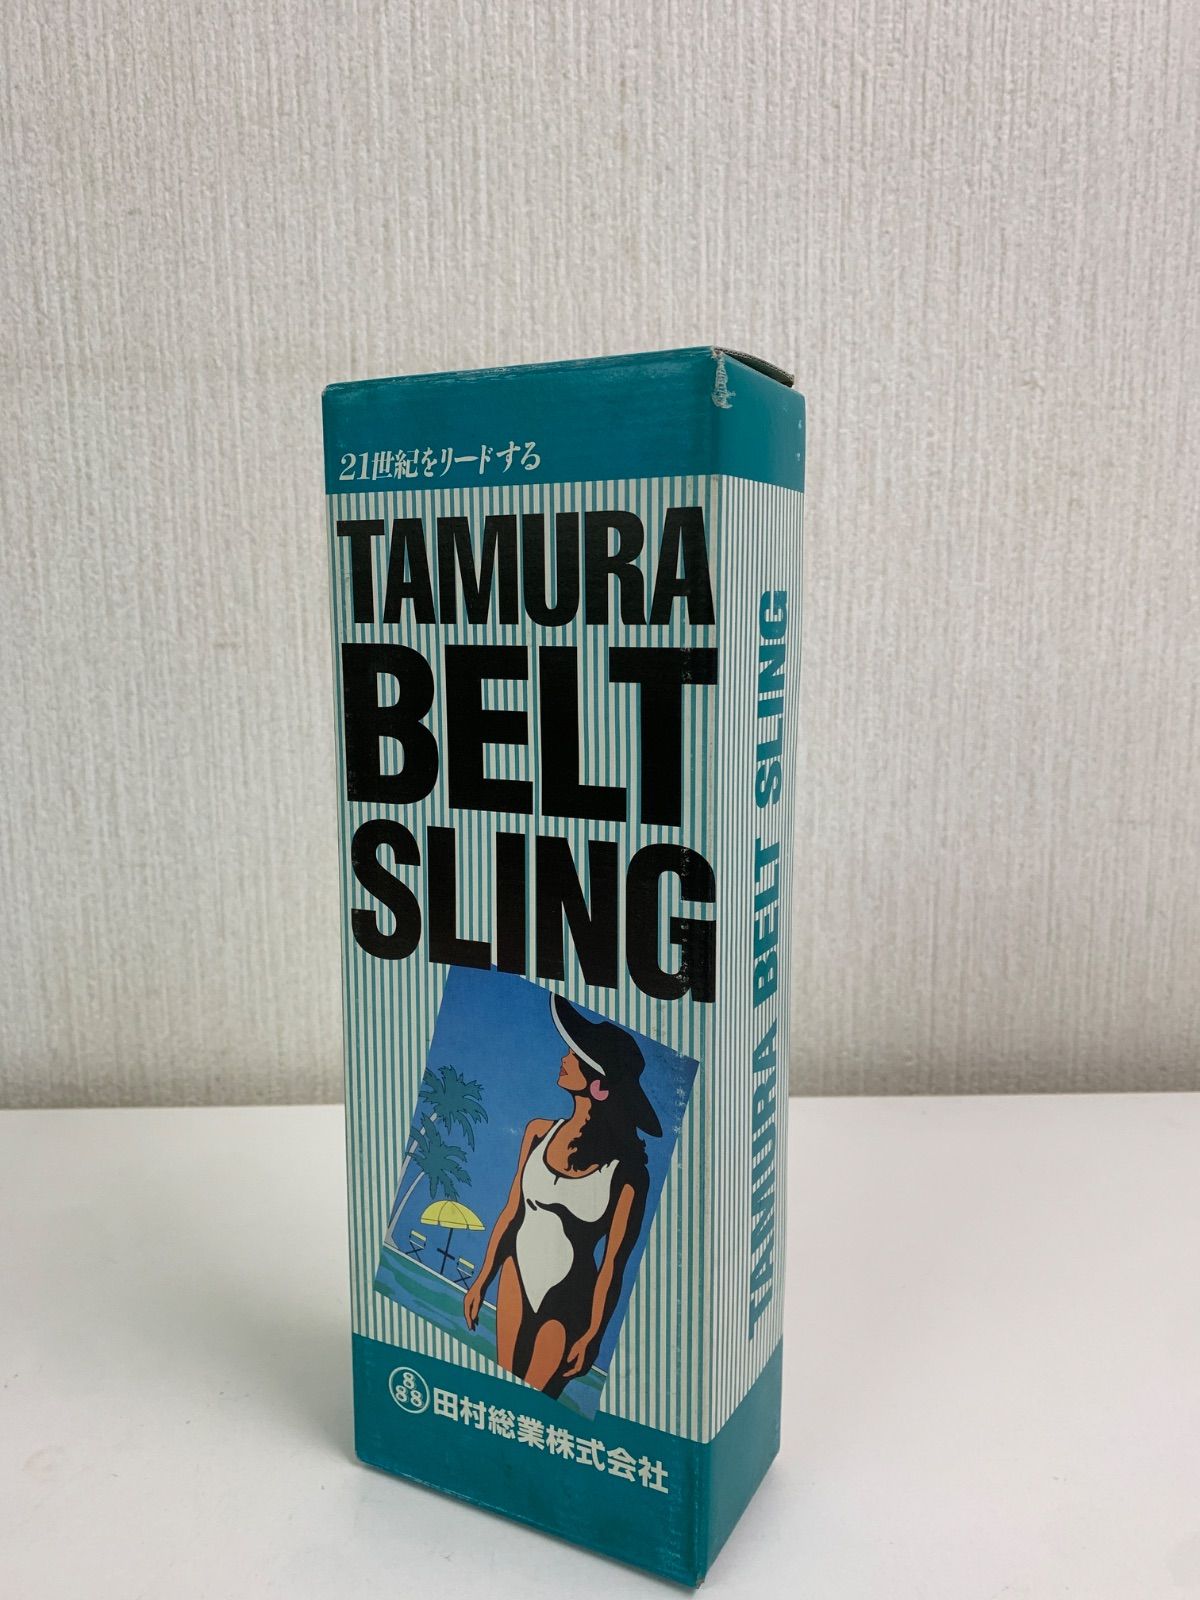 21世紀をリードする
TAMURA
BELT
SLING
888
田村総業株式会社
TAMURA BELT SLING